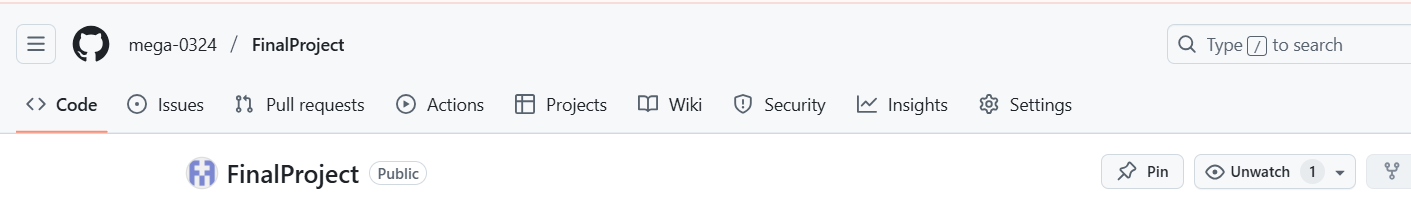 mega-0324 / FinalProject
Type / to search
Code Issues Pull requests Actions Projects Wiki Security Insights Settings
FinalProject Public
Pin Unwatch 1